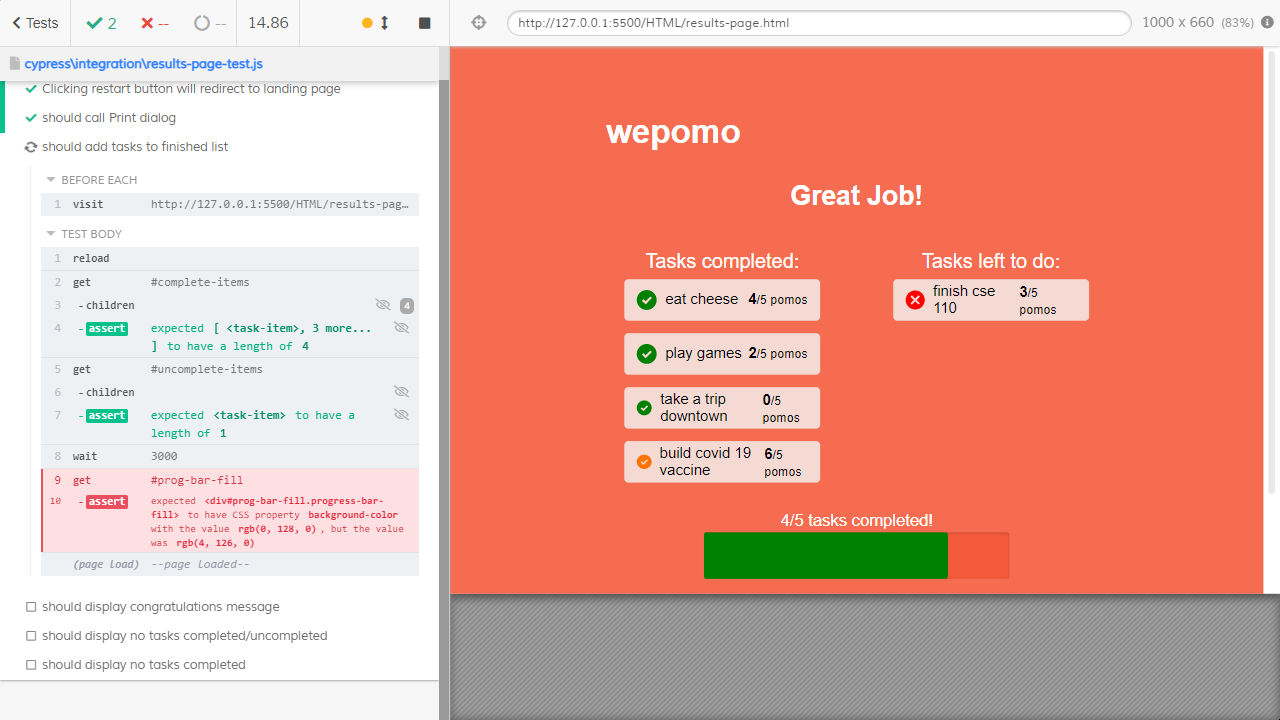 Tests
2
--
--
14.86
http://127.0.0.1:5500/HTML/results-page.html
1000 x 660 (83%)
cypress\integration\results-page-test.js
Clicking restart button will redirect to landing page
should call Print dialog
should add tasks to finished list
BEFORE EACH
1 visit http://127.0.0.1:5500/HTML/results-pag…
TEST BODY
1 reload
2 get #complete-items
3 -children 4
4 -assert expected [ <task-item>, 3 more...
] to have a length of 4
5 get #uncomplete-items
6 -children
7 -assert expected <task-item> to have a
length of 1
8 wait 3000
9 get #prog-bar-fill
10 -assert expected <div#prog-bar-fill.progress-bar-
fill> to have CSS property background-color
with the value rgb(0, 128, 0), but the value
was rgb(4, 126, 0)
(page load) --page loaded--
should display congratulations message
should display no tasks completed/uncompleted
should display no tasks completed
wepomo
Great Job!
Tasks completed:
eat cheese 4/5 pomos
play games 2/5 pomos
take a trip 0/5
downtown pomos
build covid 19 6/5
vaccine pomos
Tasks left to do:
finish cse 3/5
110 pomos
4/5 tasks completed!